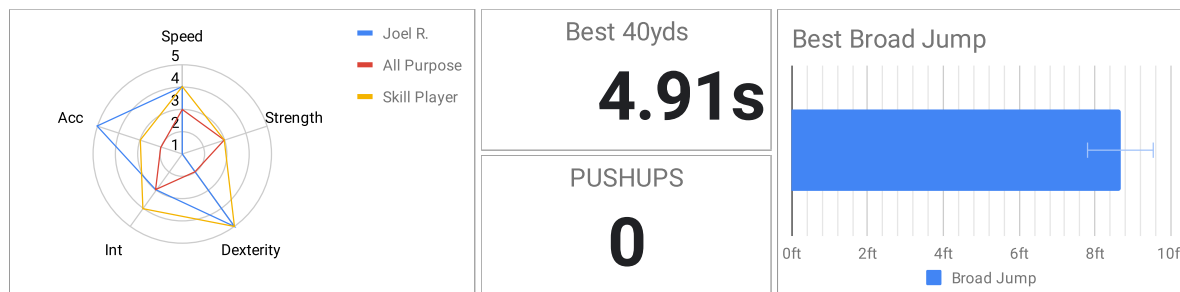 Speed
5
4
3
2
1
Acc
Strength
Int
Dexterity
Joel R.
All Purpose
Skill Player
Best 40yds
4.91s
PUSHUPS
0
Best Broad Jump
0ft 2ft 4ft 6ft 8ft
Broad Jump